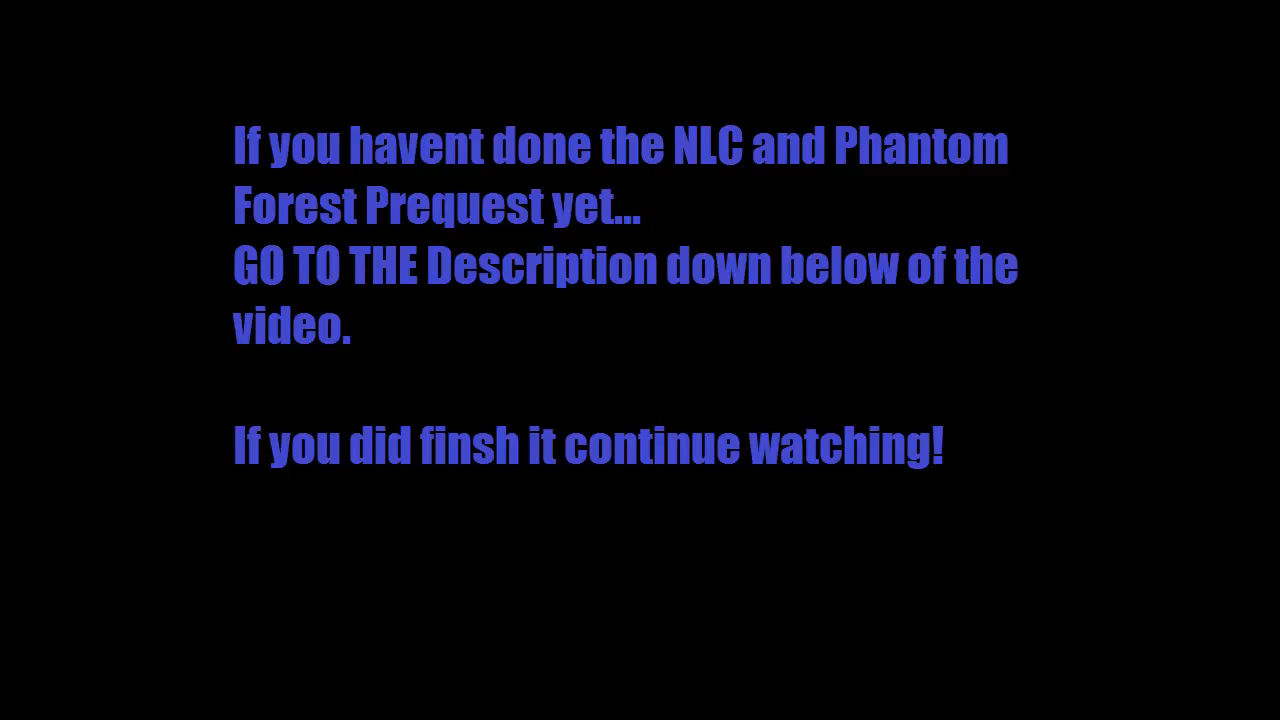 If you havent done the NLC and Phantom
Forest Prequest yet...
GO TO THE Description down below of the
video.
If you did finsh it continue watching!